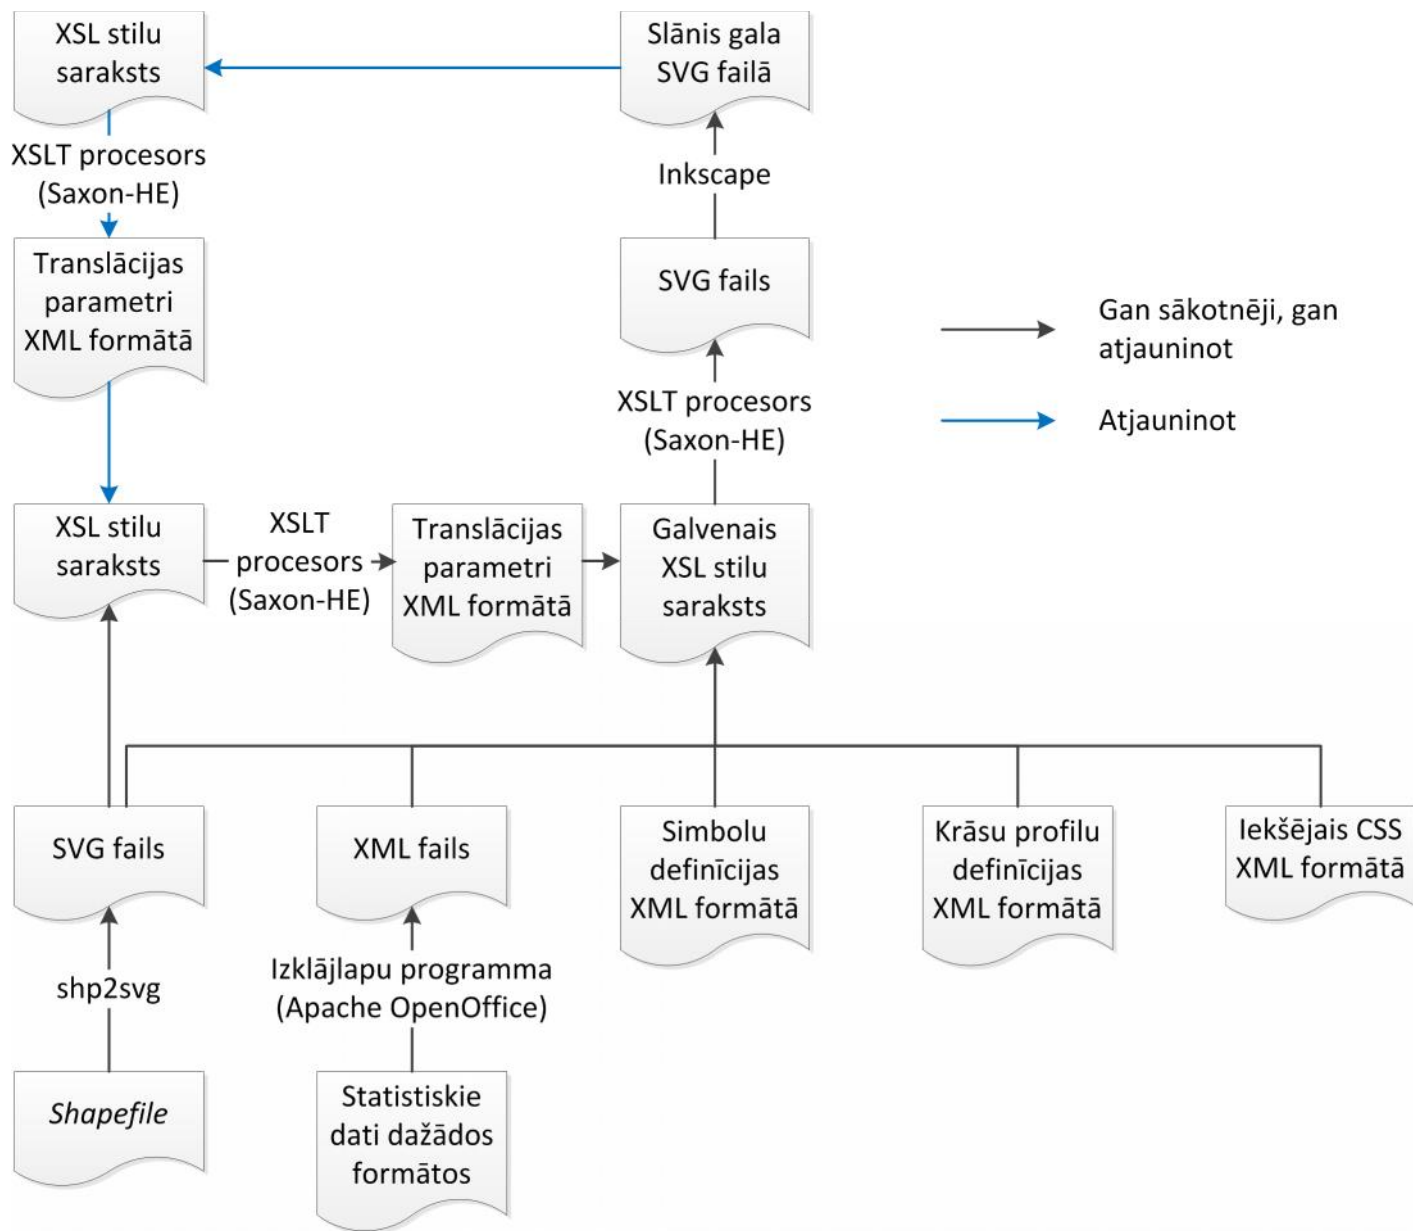 XSL stilu
saraksts
Slānis gala
SVG failā
XSLT procesors
(Saxon-HE)
Inkscape
Translācijas
parametri
XML formātā
SVG fails
Gan sākotnēji, gan
atjauninot
XSLT procesors
(Saxon-HE)
Atjauninot
XSL stilu
saraksts
XSLT
procesors
(Saxon-HE)
Translācijas
parametri
XML formātā
Galvenais
XSL stilu
saraksts
SVG fails
XML fails
Simbolu
definīcijas
XML formātā
Krāsu profilu
definīcijas
XML formātā
Iekšējais CSS
XML formātā
shp2svg
Izklājlapu programma
(Apache OpenOffice)
Shapefile
Statistiskie
dati dažādos
formātos